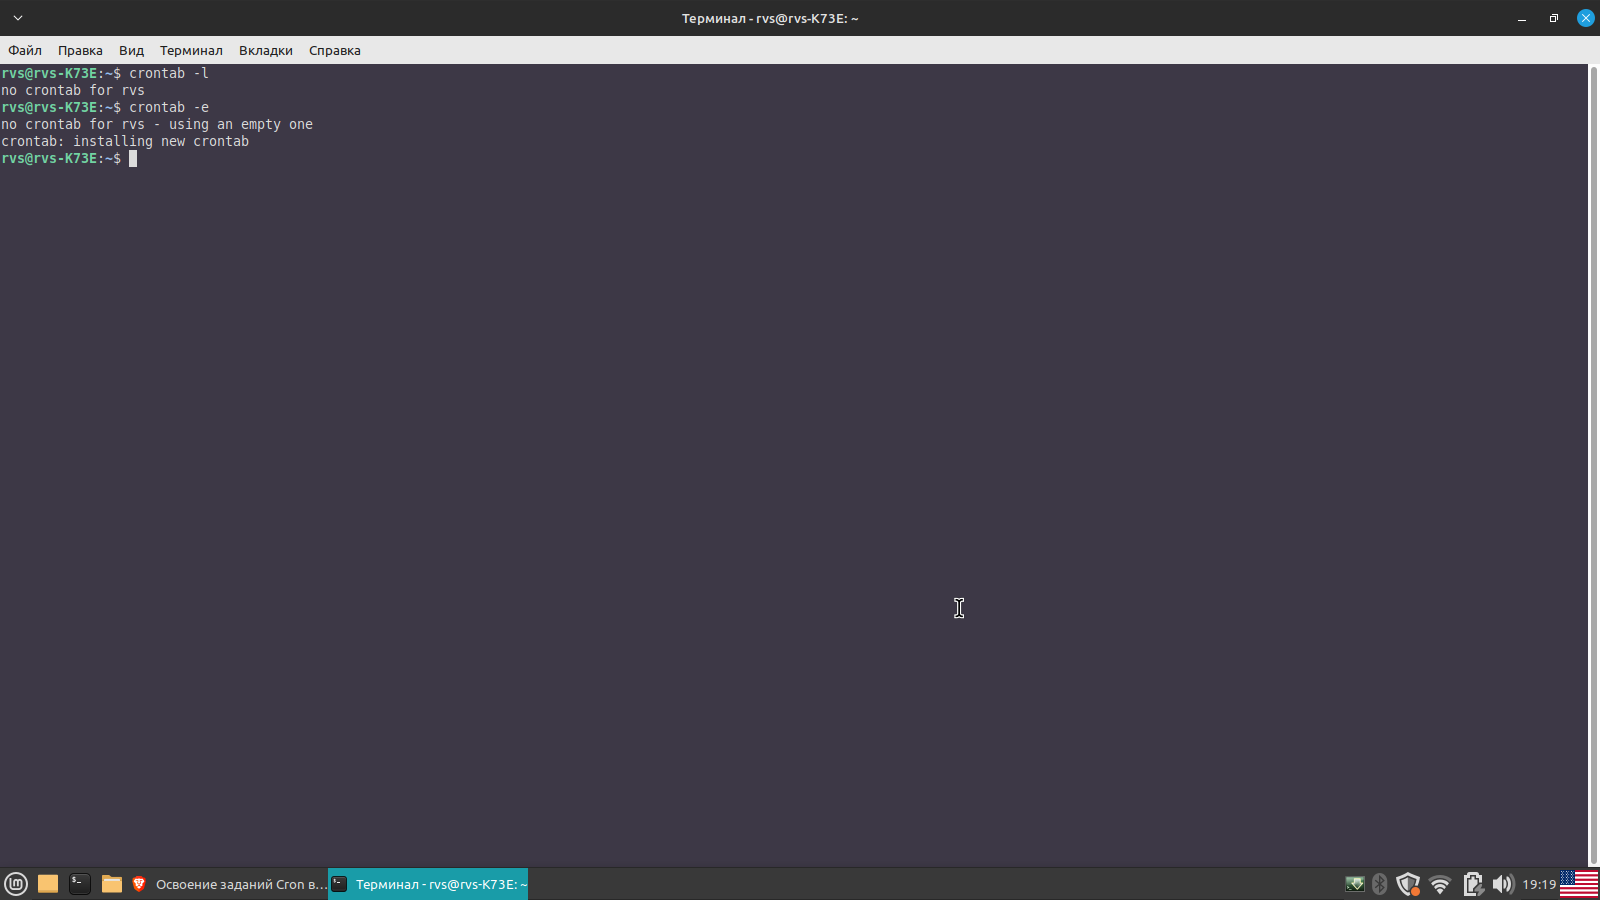 Терминал - rvs@rvs-K73E: ~
Файл Правка Вид Терминал Вкладки Справка
rvs@rvs-K73E:~$ crontab -l
no crontab for rvs
rvs@rvs-K73E:~$ crontab -e
no crontab for rvs - using an empty one
crontab: installing new crontab
rvs@rvs-K73E:~$
Освоение заданий Cron в... Терминал - rvs@rvs-K73E: ~ 19:19